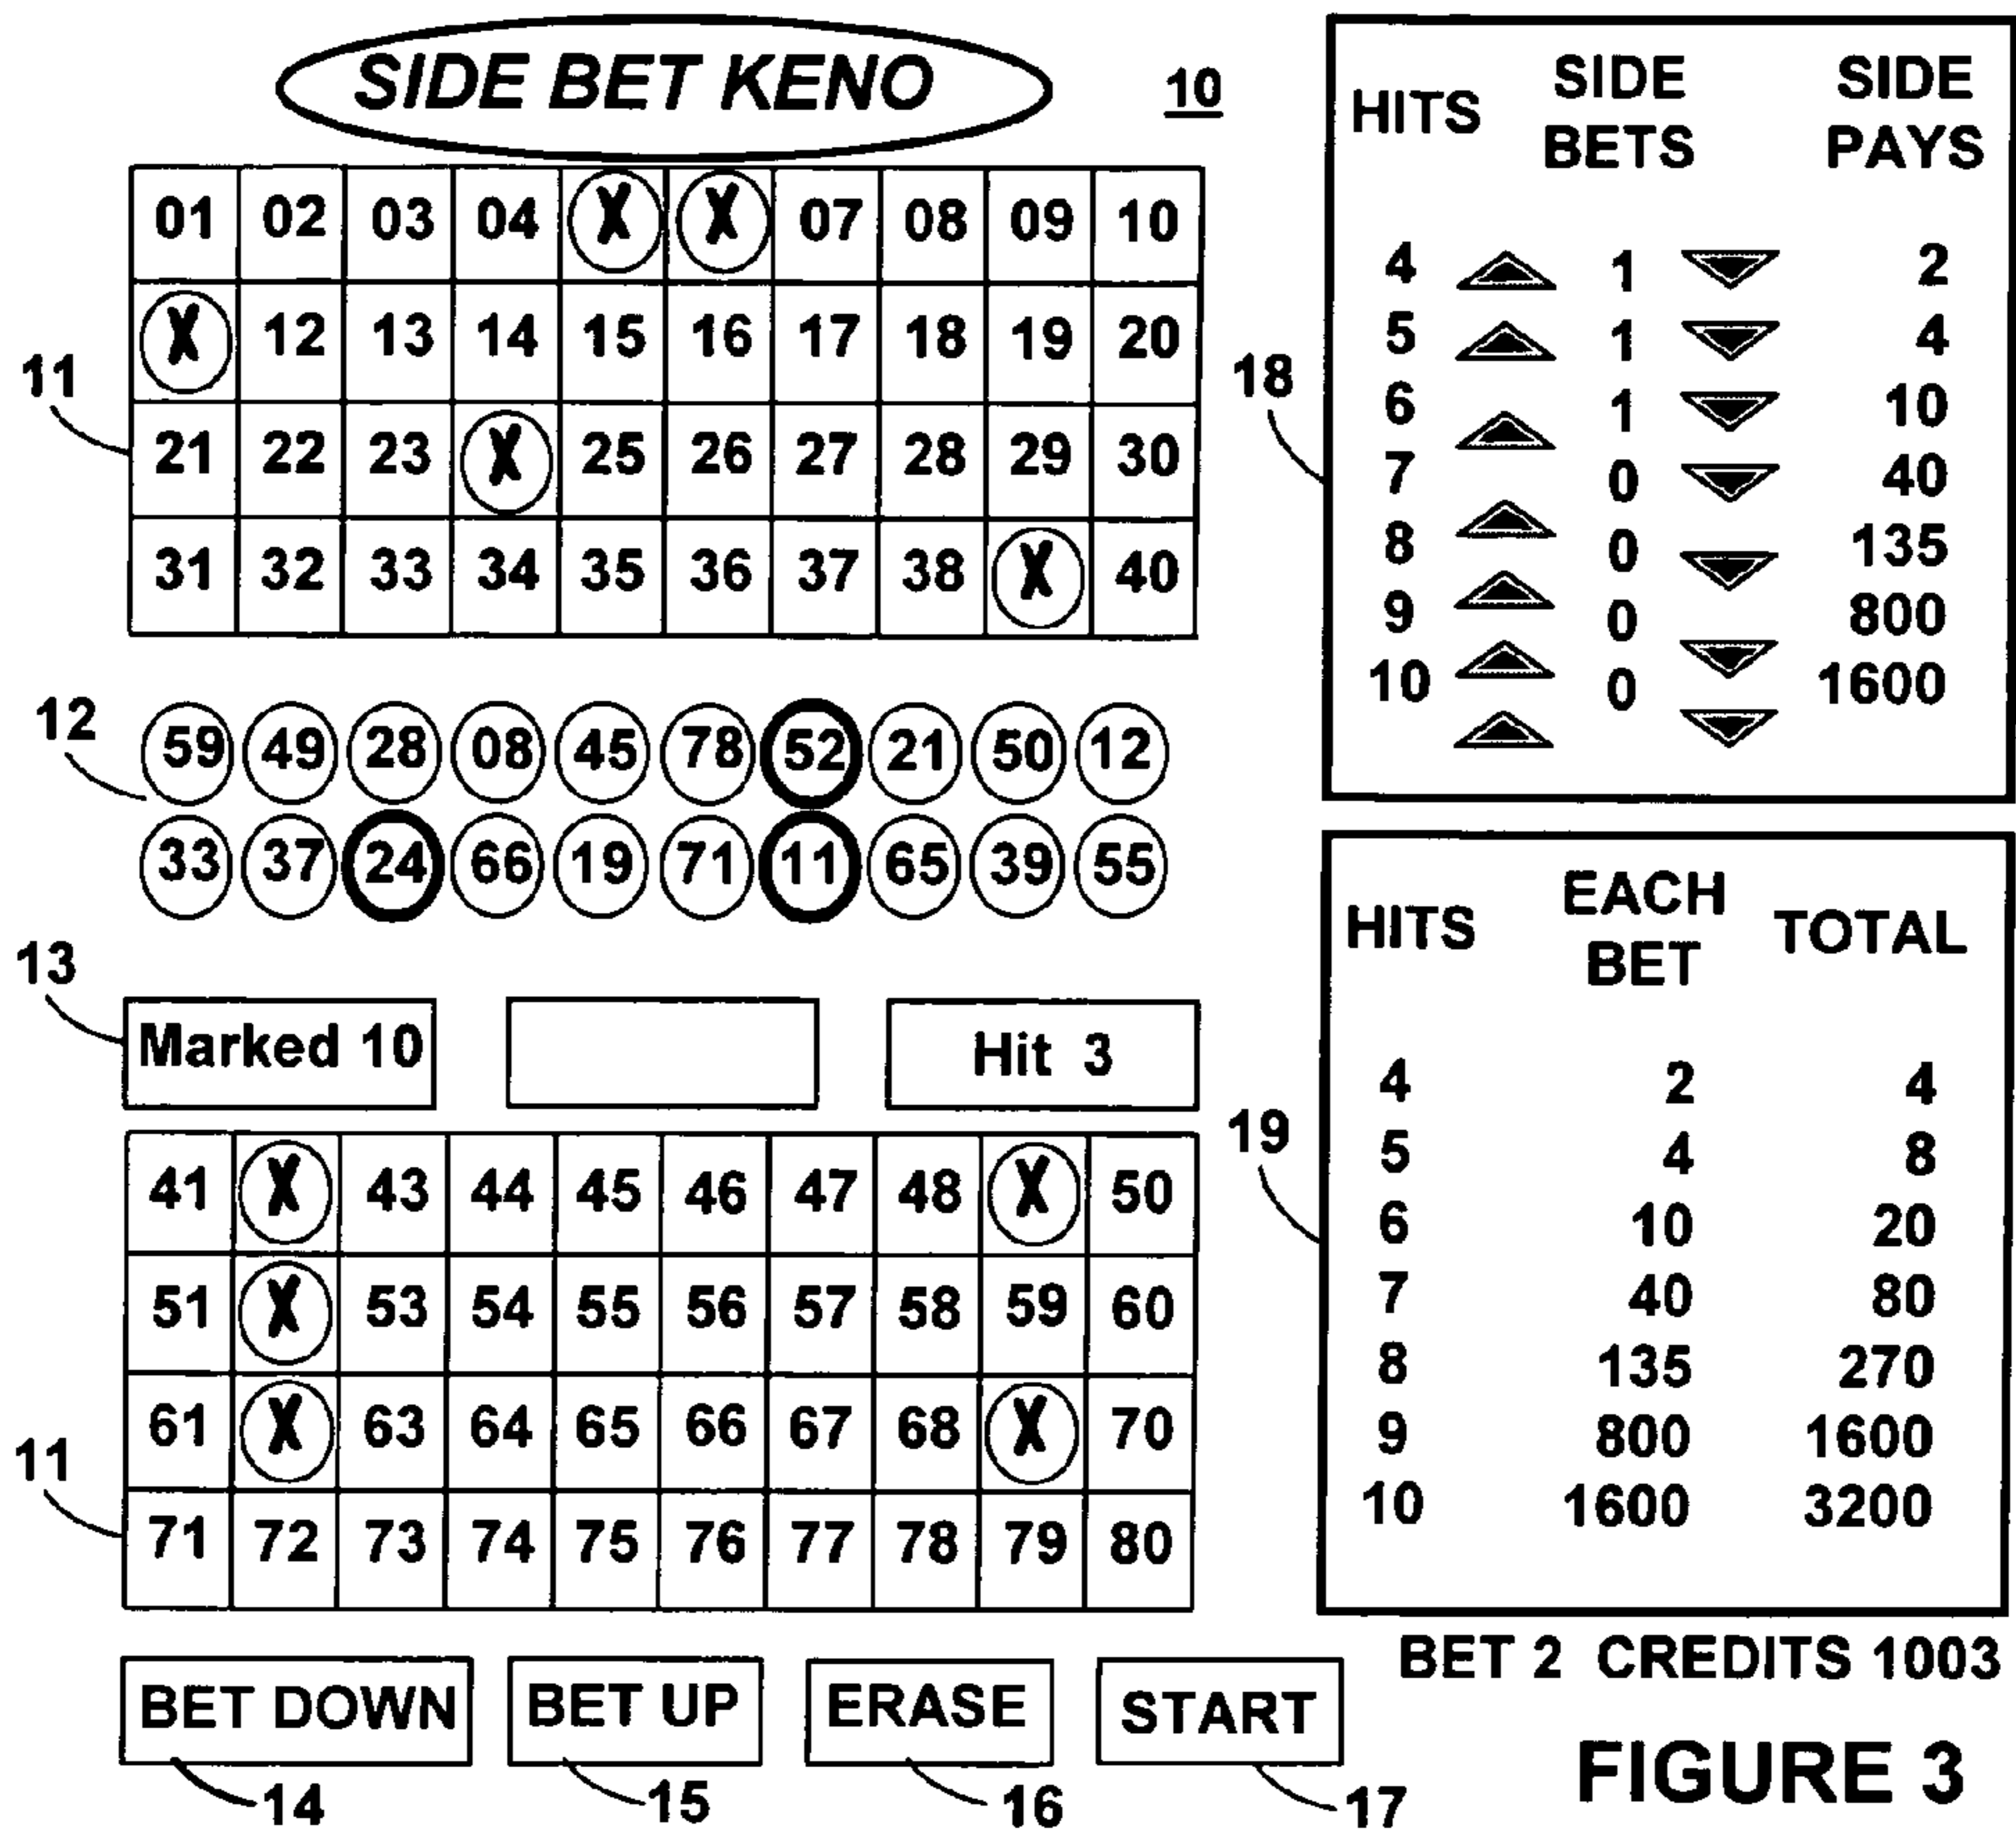 SIDE BET KENO
10
01 02 03 04 X X 07 08 09 10
X 12 13 14 15 16 17 18 19 20
11
21 22 23 X 25 26 27 28 29 30
31 32 33 34 35 36 37 38 X 40
12
59 49 28 08 45 78 52 21 50 12
33 37 24 66 19 71 11 65 39 55
13
Marked 10
Hit 3
41 X 43 44 45 46 47 48 X 50
51 X 53 54 55 56 57 58 59 60
61 X 63 64 65 66 67 68 X 70
11
71 72 73 74 75 76 77 78 79 80
BET DOWN BET UP ERASE START
14 15 16 17
HITS SIDE BETS SIDE PAYS
4 1 2
5 1 4
18
6 1 10
7 0 40
8 0 135
9 0 800
10 0 1600
HITS EACH BET TOTAL
4 2 4
19
5 4 8
6 10 20
7 40 80
8 135 270
9 800 1600
10 1600 3200
BET 2 CREDITS 1003
FIGURE 3